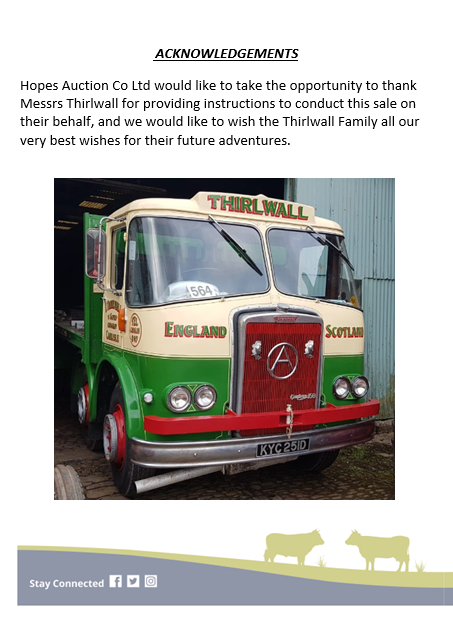 ACKNOWLEDGEMENTS
Hopes Auction Co Ltd would like to take the opportunity to thank
Messrs Thirlwall for providing instructions to conduct this sale on
their behalf, and we would like to wish the Thirlwall Family all our
very best wishes for their future adventures.
THIRLWALL
564
ENGLAND
SCOTLAND
A
KYC 251D
Stay Connected